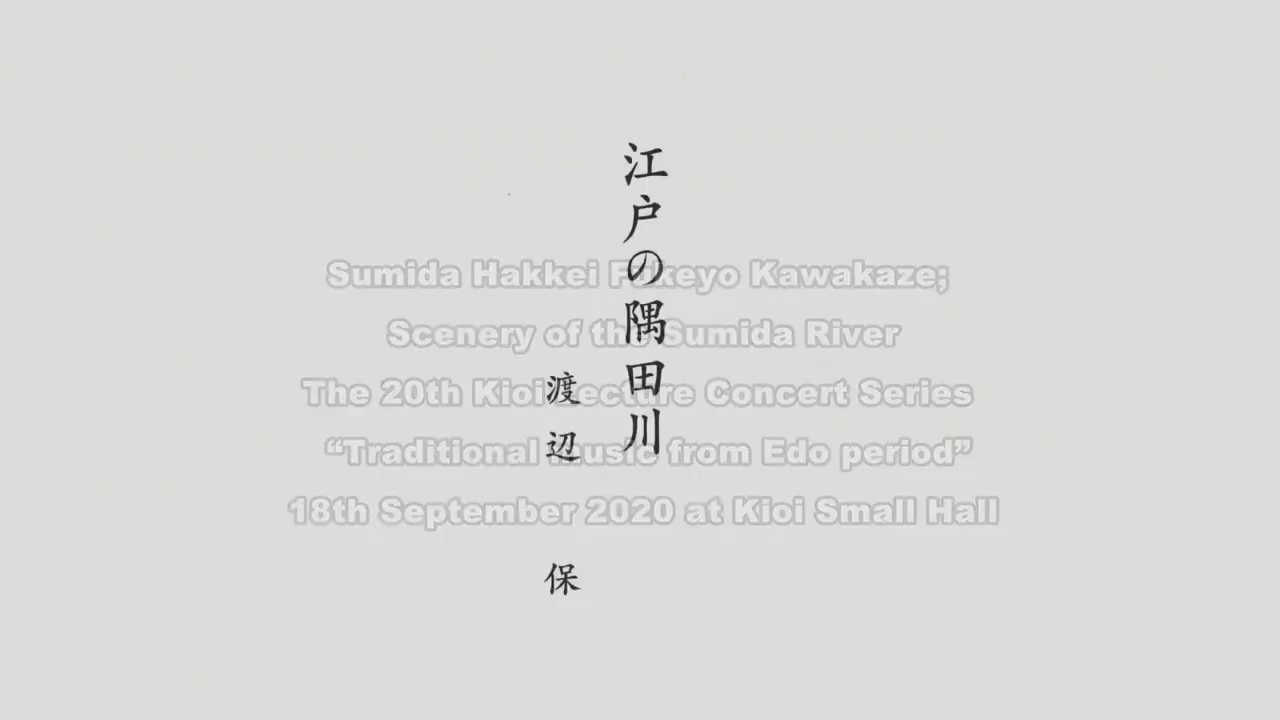 江戸の隅田川
渡辺 保
Sumida Hakkei Kawakaze;
Scenery of the Sumida River
The 20th Kioi Lecture Concert Series
“Traditional music from Edo period”
18th September 2020 at Kioi Small Hall